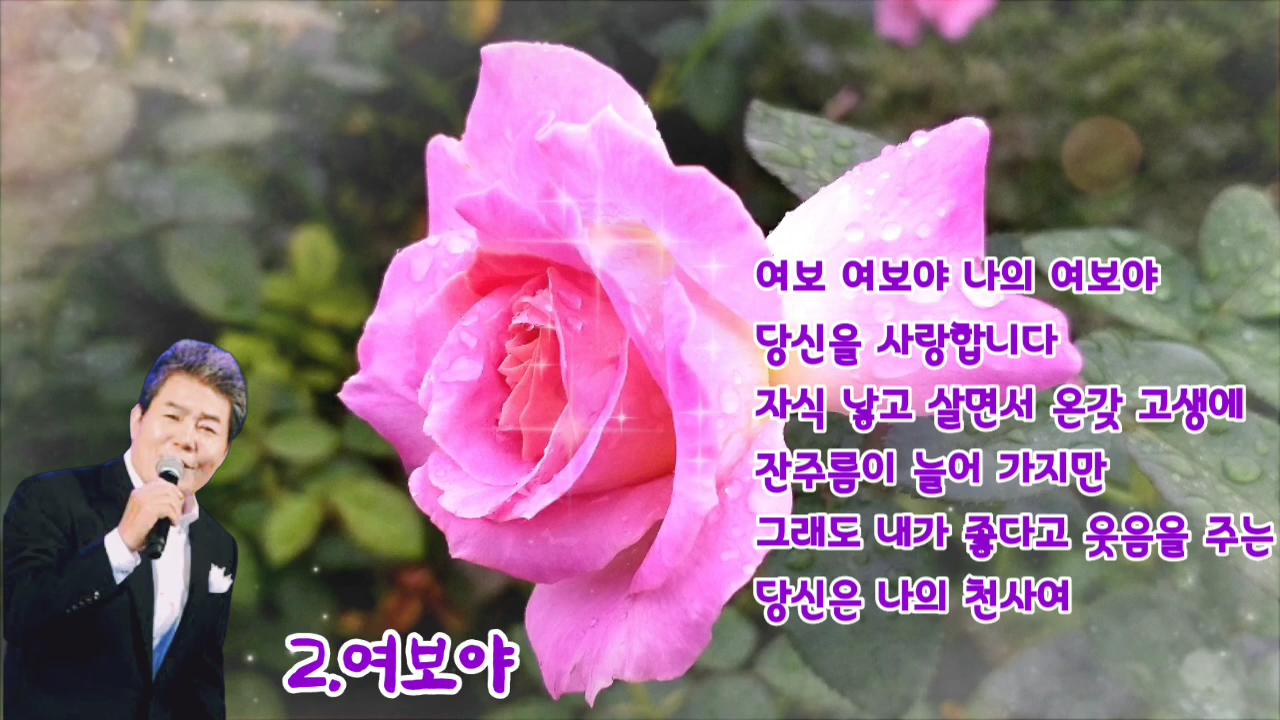 여보 여보야 나의 여보야
당신을 사랑합니다
자식 낳고 살면서 온갖 고생에
잔주름이 늘어 가지만
그래도 내가 좋다고 웃음을 주는
당신은 나의 천사여
2.여보야